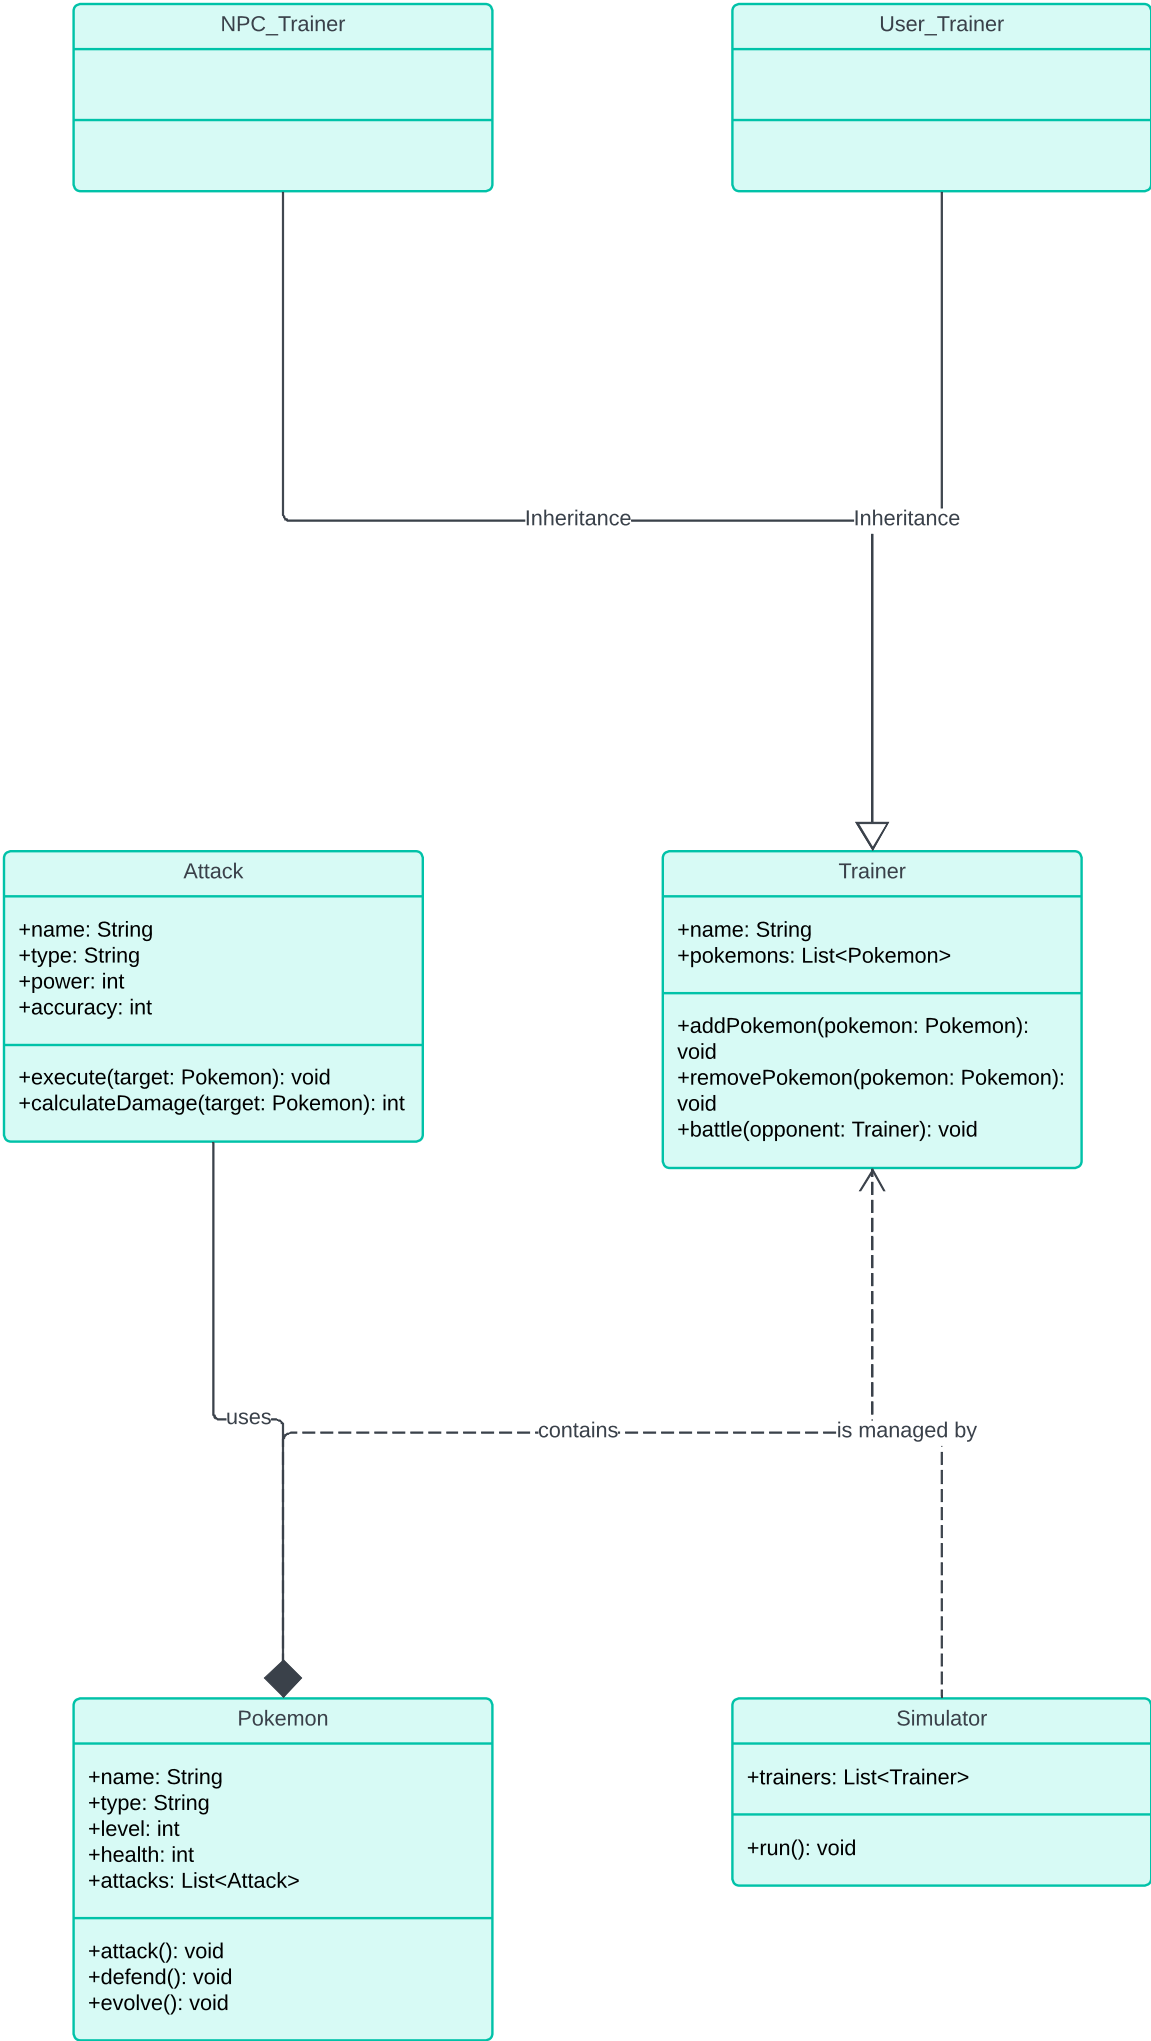 NPC_Trainer
User_Trainer
Inheritance
Inheritance
Attack
+name: String
+type: String
+power: int
+accuracy: int
+execute(target: Pokemon): void
+calculateDamage(target: Pokemon): int
Trainer
+name: String
+pokemons: List<Pokemon>
+addPokemon(pokemon: Pokemon):
void
+removePokemon(pokemon: Pokemon):
void
+battle(opponent: Trainer): void
uses
contains
is managed by
Pokemon
+name: String
+type: String
+level: int
+health: int
+attacks: List<Attack>
+attack(): void
+defend(): void
+evolve(): void
Simulator
+trainers: List<Trainer>
+run(): void